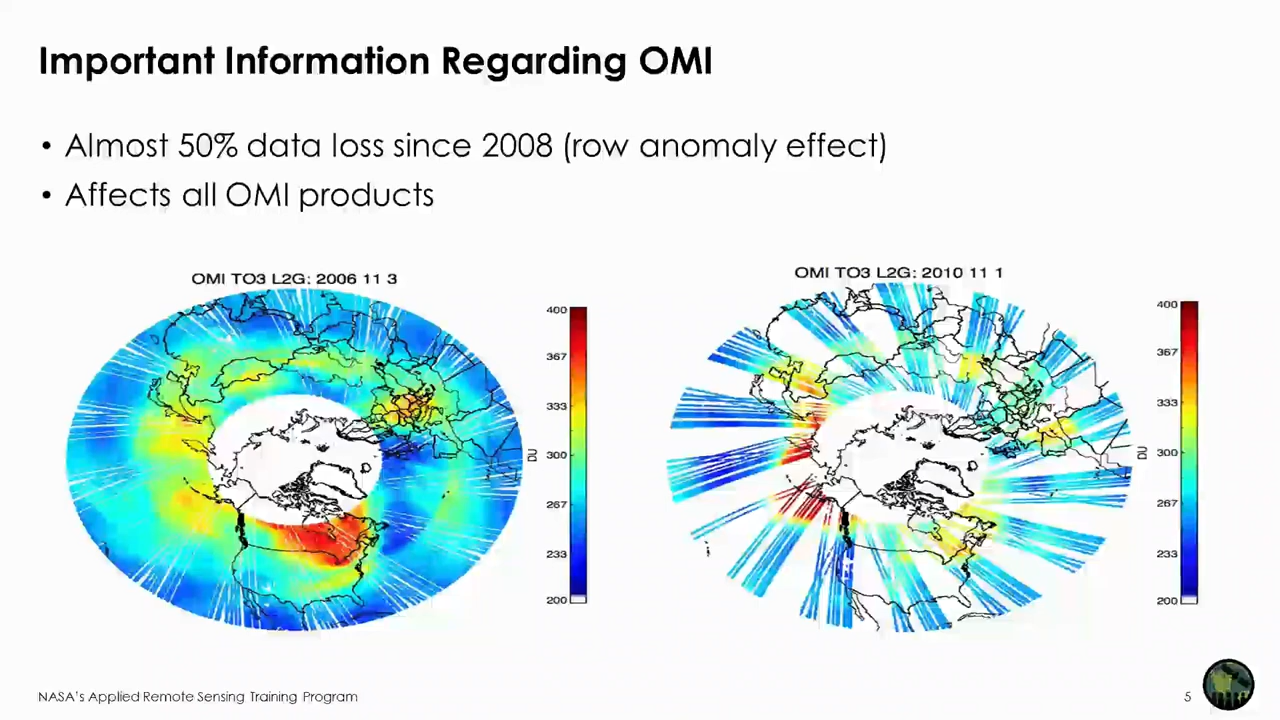 Important Information Regarding OMI
• Almost 50% data loss since 2008 (row anomaly effect)
• Affects all OMI products
OMI TO3 L2G: 2006 11 3
400
367
333
300
267
233
200
DU
OMI TO3 L2G: 2010 11 1
400
367
333
300
267
233
200
DU
NASA's Applied Remote Sensing Training Program
5